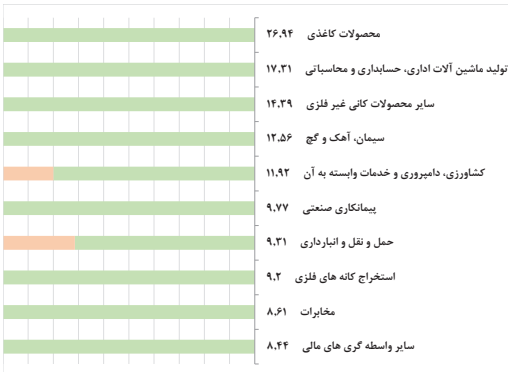 محصولات کاغذی ۲۶.۹۴
تولید ماشین آلات اداری، حسابداری و محاسباتی ۱۷.۳۱
سایر محصولات کانی غیر فلزی ۱۴.۳۹
سیمان، آهک و گچ ۱۲.۵۶
کشاورزی، دامپروری و خدمات وابسته به آن ۱۱.۹۲
پیمانکاری صنعتی ۹.۷۷
حمل و نقل و انبارداری ۹.۳۱
استخراج کانه های فلزی ۹.۲
مخابرات ۸.۶۱
سایر واسطه گری های مالی ۸.۴۴